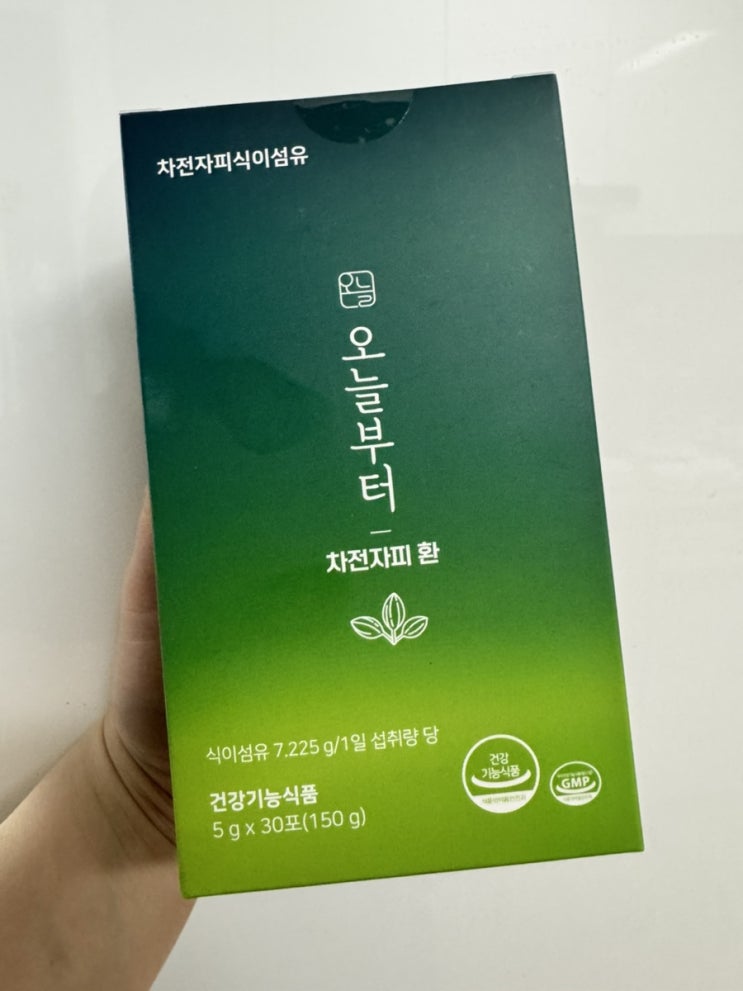 차전자피식이섬유
오늘
오늘부터
차전자피 환
식이섬유 7.225 g/1일 섭취량 당
건강기능식품
5 g x 30포(150 g)
건강
기능식품
GMP